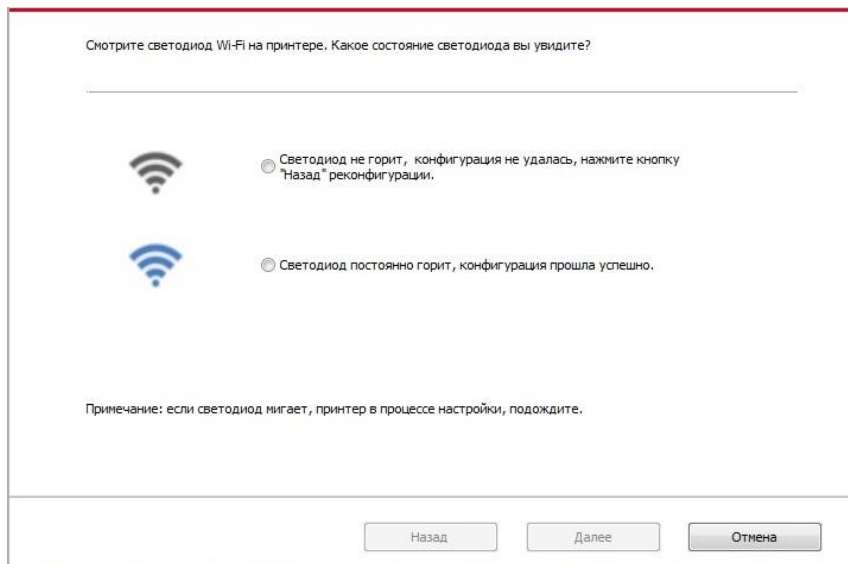 Смотрите светодиод Wi-Fi на принтере. Какое состояние светодиода вы увидите?
Светодиод не горит, конфигурация не удалась, нажмите кнопку
"Назад" реконфигурации.
Светодиод постоянно горит, конфигурация прошла успешно.
Примечание: если светодиод мигает, принтер в процессе настройки, подождите.
Назад
Далее
Отмена